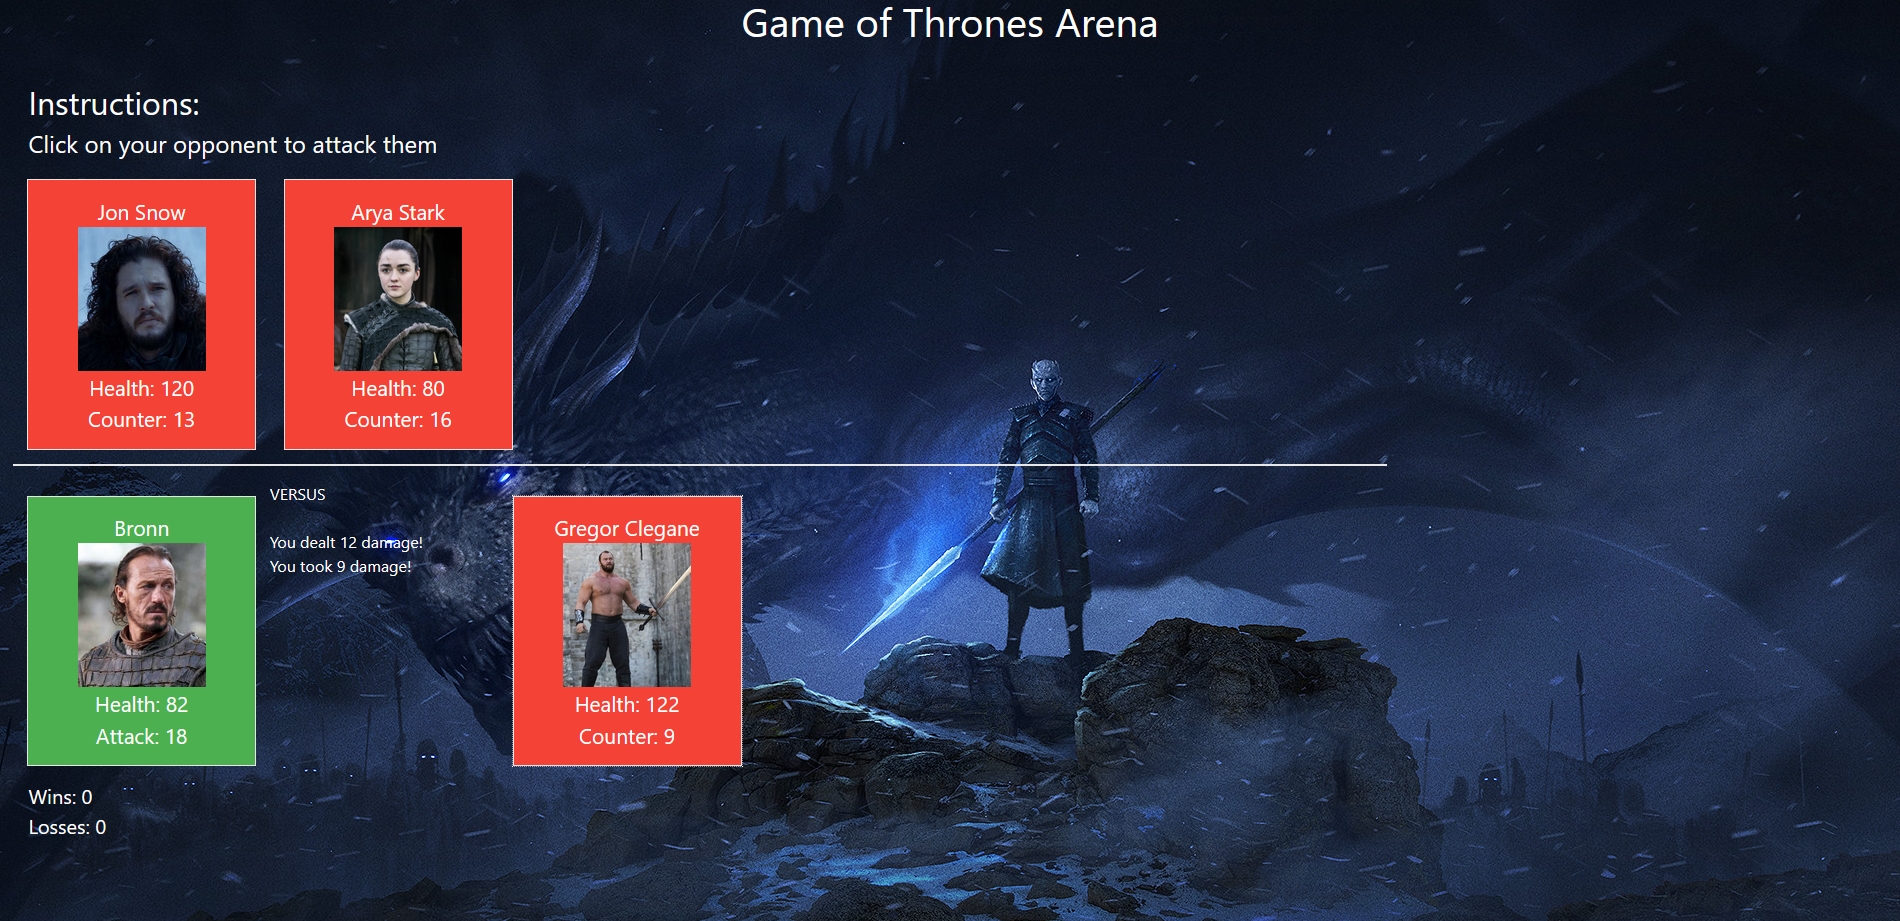 Game of Thrones Arena
Instructions:
Click on your opponent to attack them
Jon Snow
Health: 120
Counter: 13
Arya Stark
Health: 80
Counter: 16
Bronn
Health: 82
Attack: 18
VERSUS
You dealt 12 damage!
You took 9 damage!
Gregor Clegane
Health: 122
Counter: 9
Wins: 0
Losses: 0